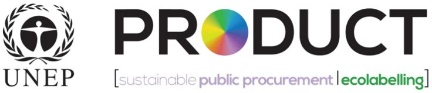 UNEP
PRODUCT
[sustainable public procurement | ecolabelling]